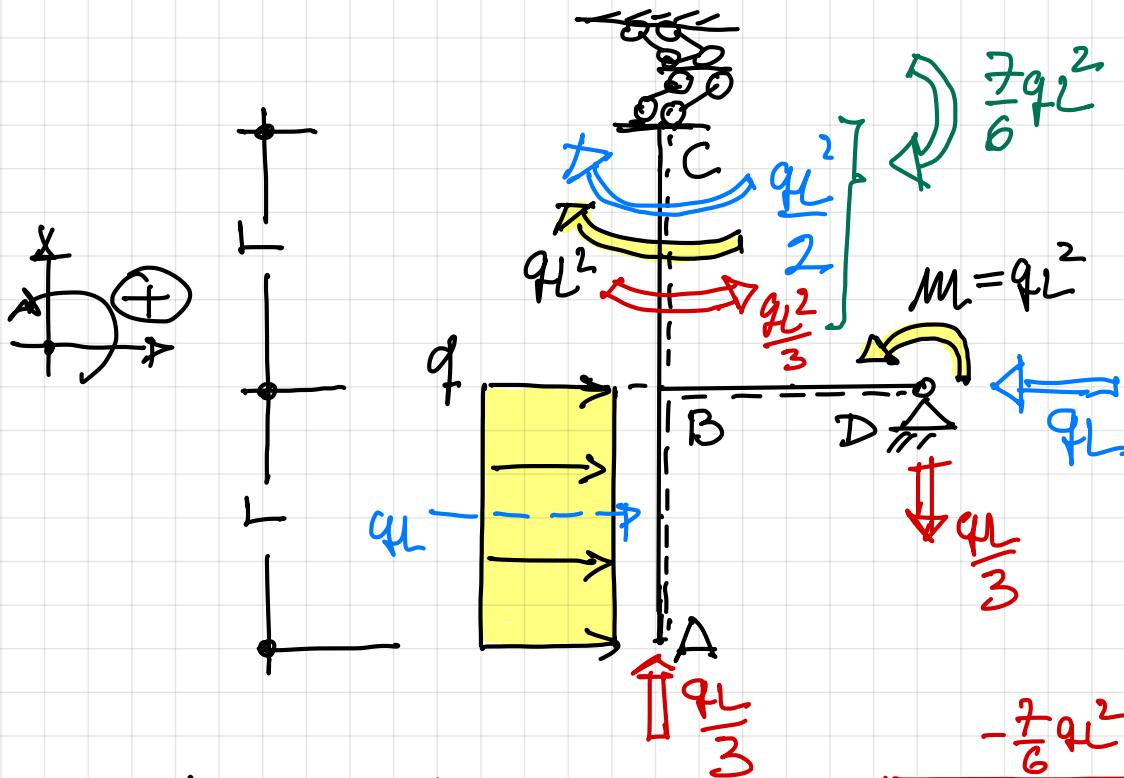 C
7/6 qL²
qL²/2
L
x
+
qL²
qL²/3
m = qL²
q
B
D
qL
L
qL
qL/3
A
qL/3
-7/6 qL²